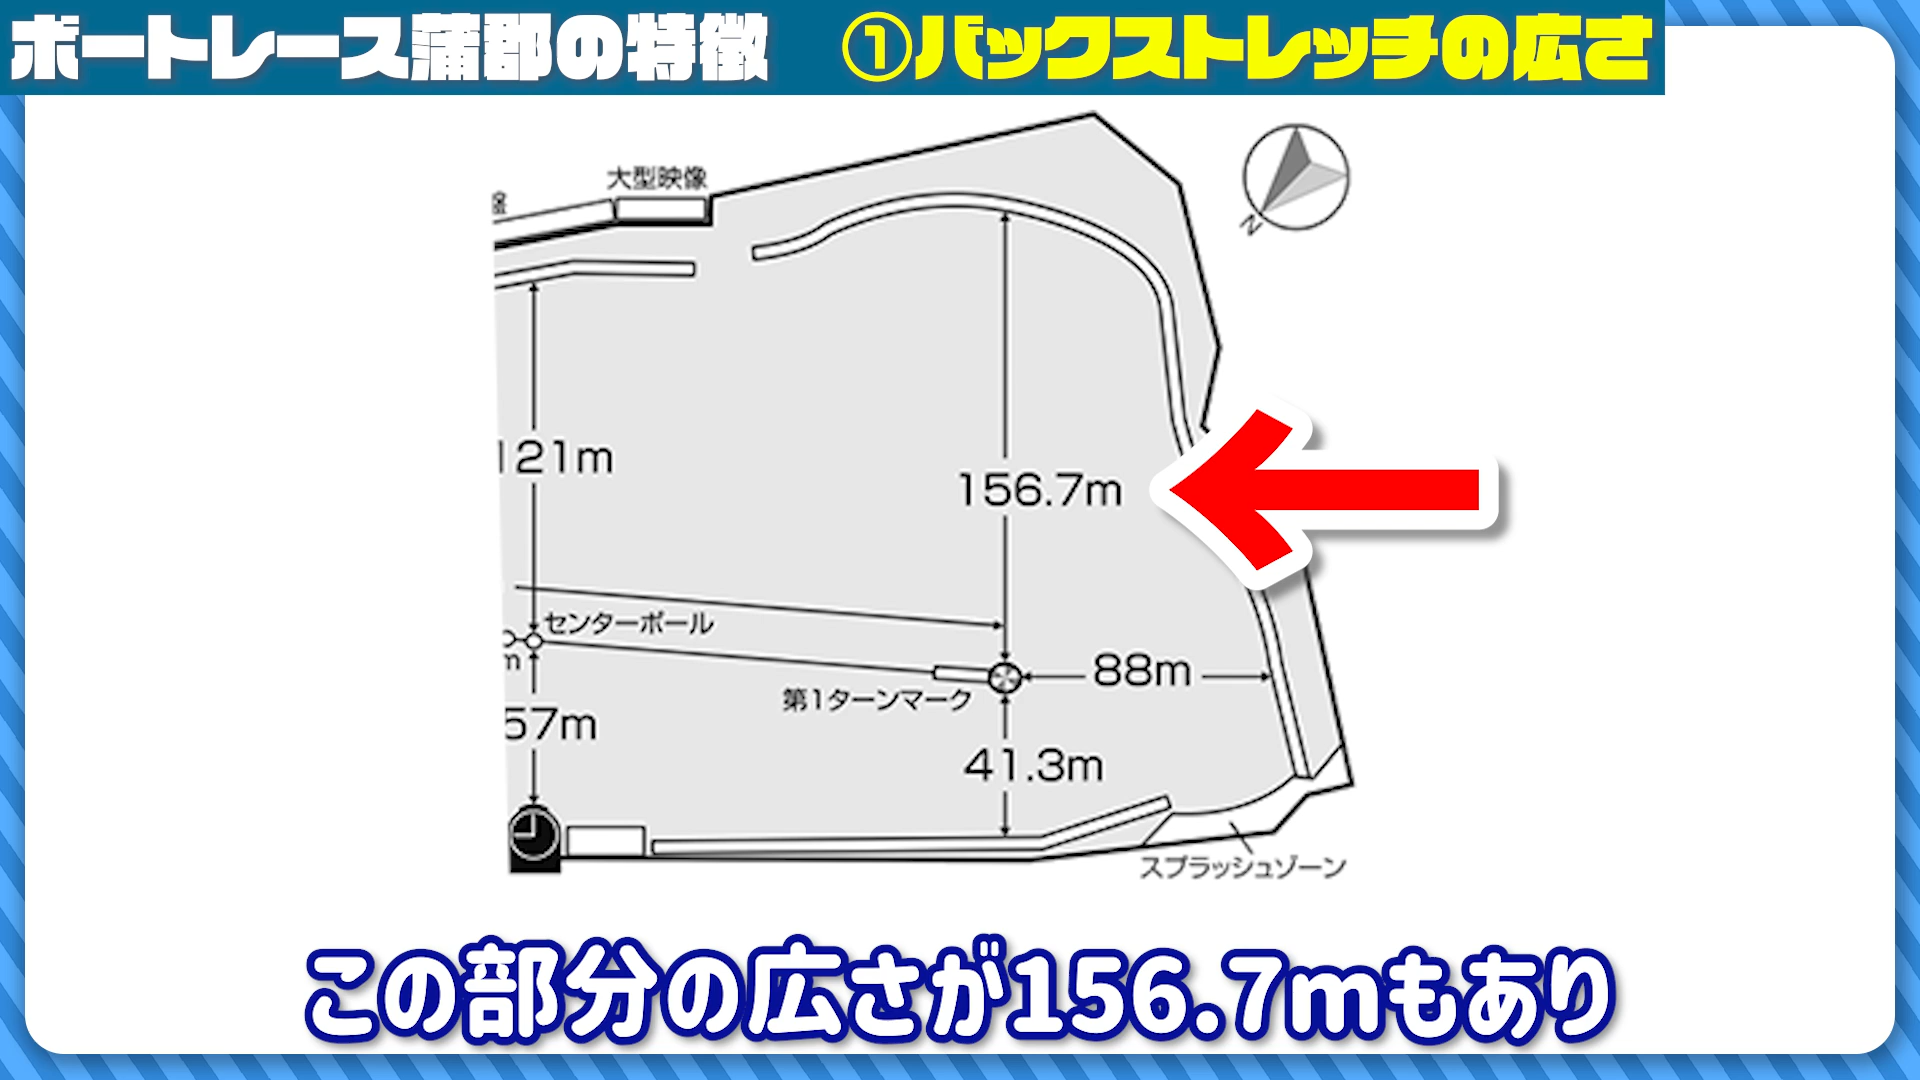 ボートレース蒲郡の特徴 ①バックストレッチの広さ
大型映像
N
121m
156.7m
センターポール
m
88m
第1ターンマーク
57m
41.3m
スプラッシュゾーン
この部分の広さが156.7mもあり